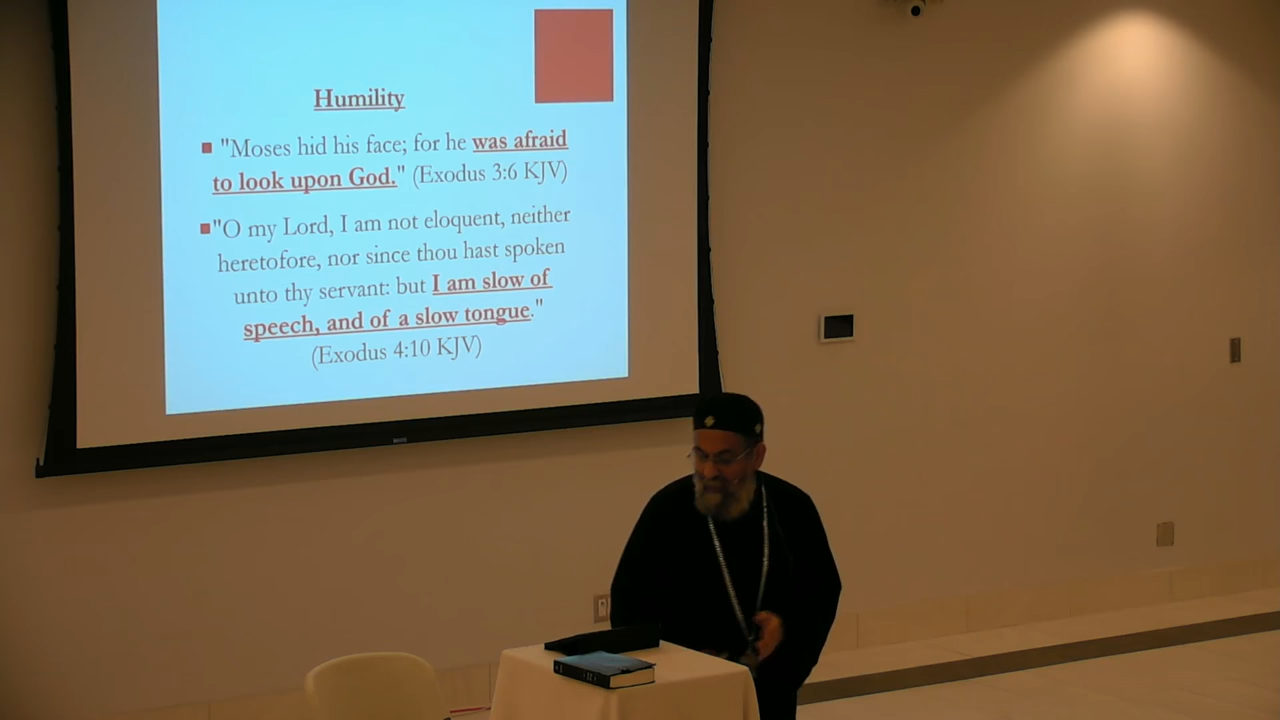 Humility
"Moses hid his face; for he was afraid
to look upon God." (Exodus 3:6 KJV)
"O my Lord, I am not eloquent, neither
heretofore, nor since thou hast spoken
unto thy servant: but I am slow of
speech, and of a slow tongue."
(Exodus 4:10 KJV)